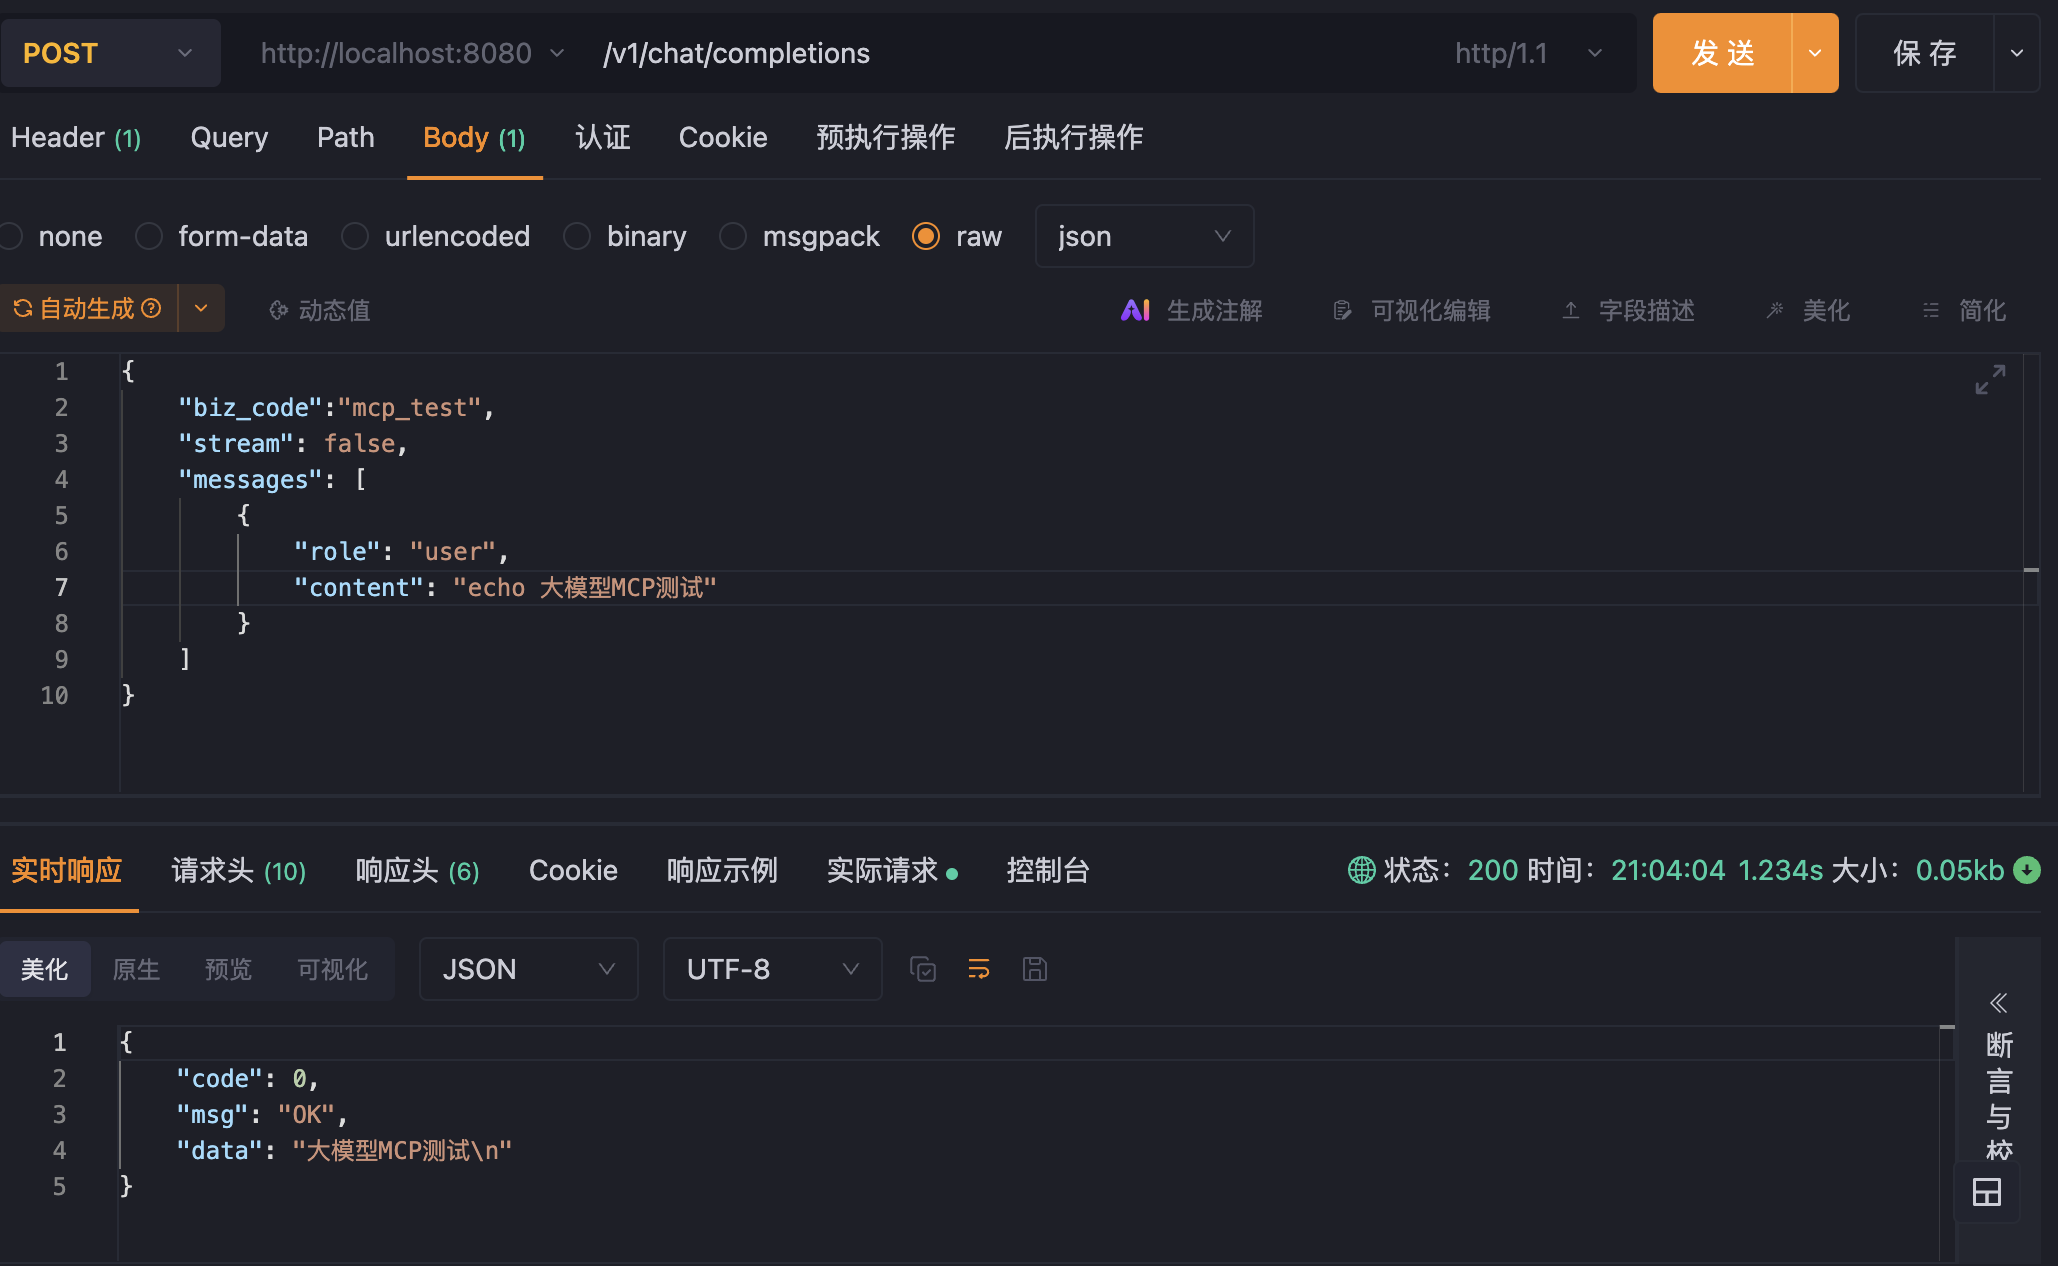 POST http://localhost:8080 /v1/chat/completions http/1.1 发 送 保 存
Header (1) Query Path Body (1) 认证 Cookie 预执行操作 后执行操作
none form-data urlencoded binary msgpack raw json
自动生成 动态值 AI 生成注解 可视化编辑 字段描述 美化 简化
1 {
2 "biz_code":"mcp_test",
3 "stream": false,
4 "messages": [
5 {
6 "role": "user",
7 "content": "echo 大模型MCP测试"
8 }
9 ]
10 }
实时响应 请求头 (10) 响应头 (6) Cookie 响应示例 实际请求 控制台 状态： 200 时间： 21:04:04 1.234s 大小： 0.05kb
美化 原生 预览 可视化 JSON UTF-8
1 {
2 "code": 0,
3 "msg": "OK",
4 "data": "大模型MCP测试\n"
5 }
断言与校